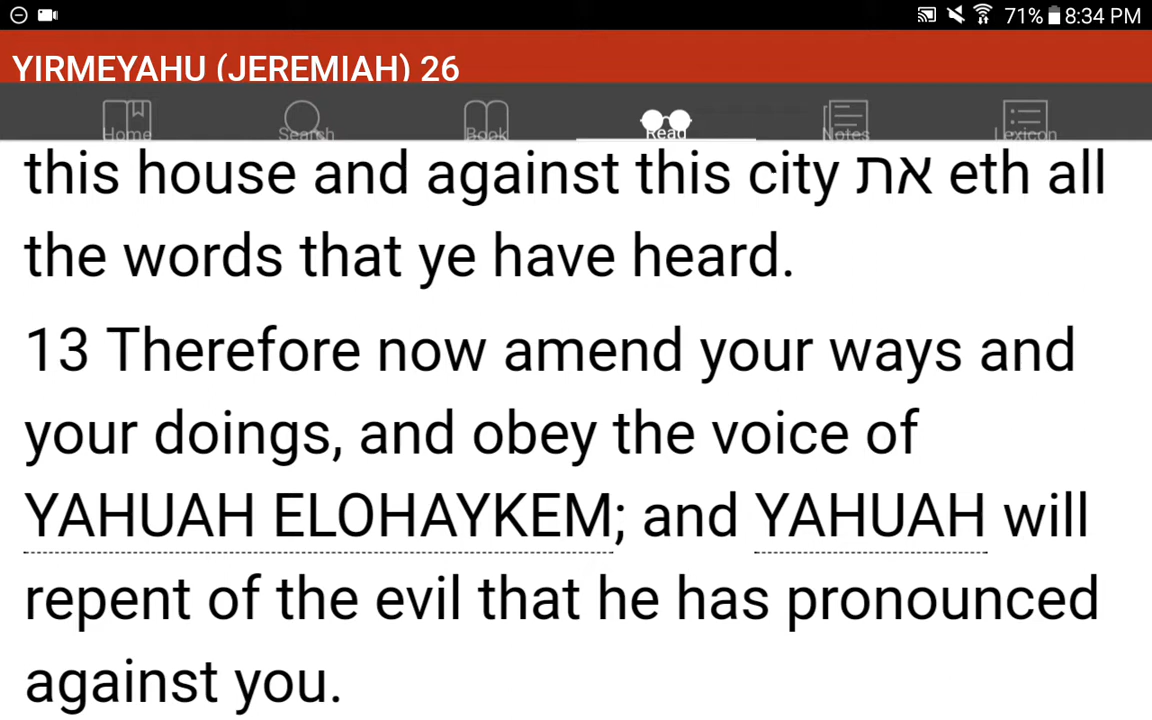 71% 8:34 PM
YIRMEYAHU (JEREMIAH) 26
Home Search Book Read Notes Lexicon
this house and against this city את eth all
the words that ye have heard.
13 Therefore now amend your ways and
your doings, and obey the voice of
YAHUAH ELOHAYKEM; and YAHUAH will
repent of the evil that he has pronounced
against you.